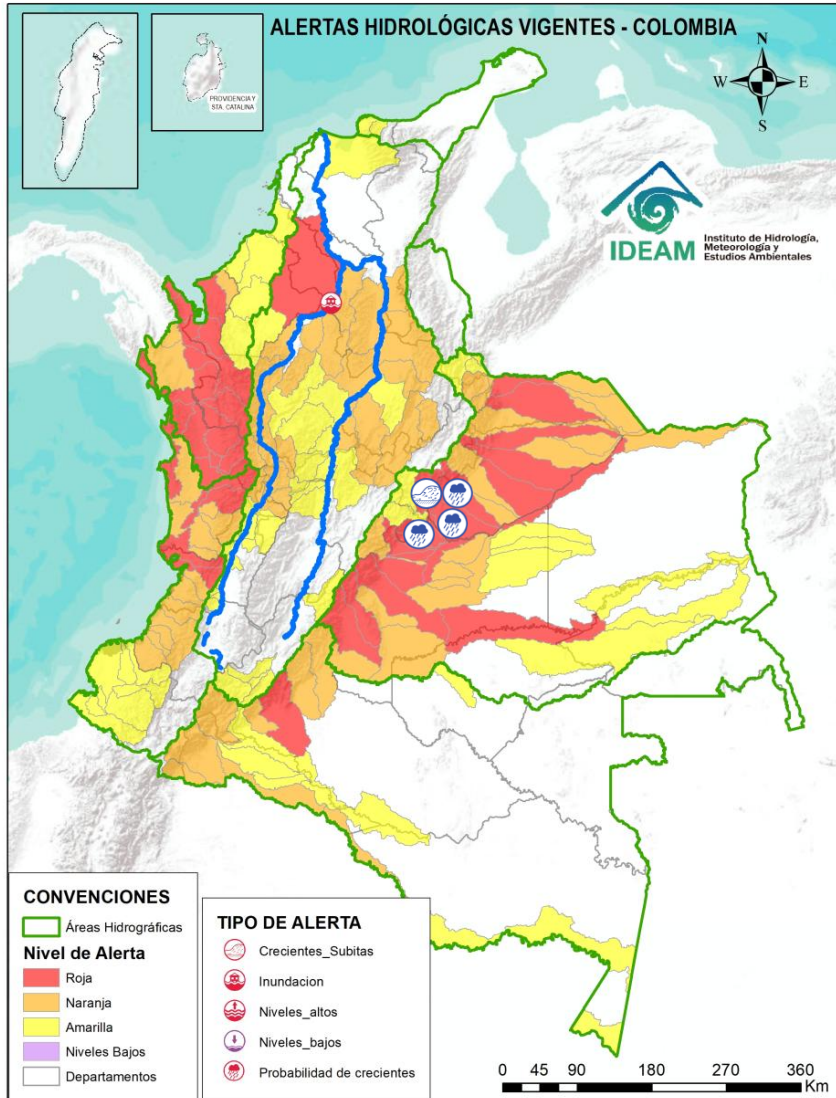 ALERTAS HIDROLÓGICAS VIGENTES - COLOMBIA
PROVIDENCIA Y
STA. CATALINA
N
W
E
S
IDEAM
Instituto de Hidrología,
Meteorología y
Estudios Ambientales
CONVENCIONES
Áreas Hidrográficas
Nivel de Alerta
Roja
Naranja
Amarilla
Niveles Bajos
Departamentos
TIPO DE ALERTA
Crecientes_Subitas
Inundacion
Niveles_altos
Niveles_bajos
Probabilidad de crecientes
0 45 90 180 270 360
Km